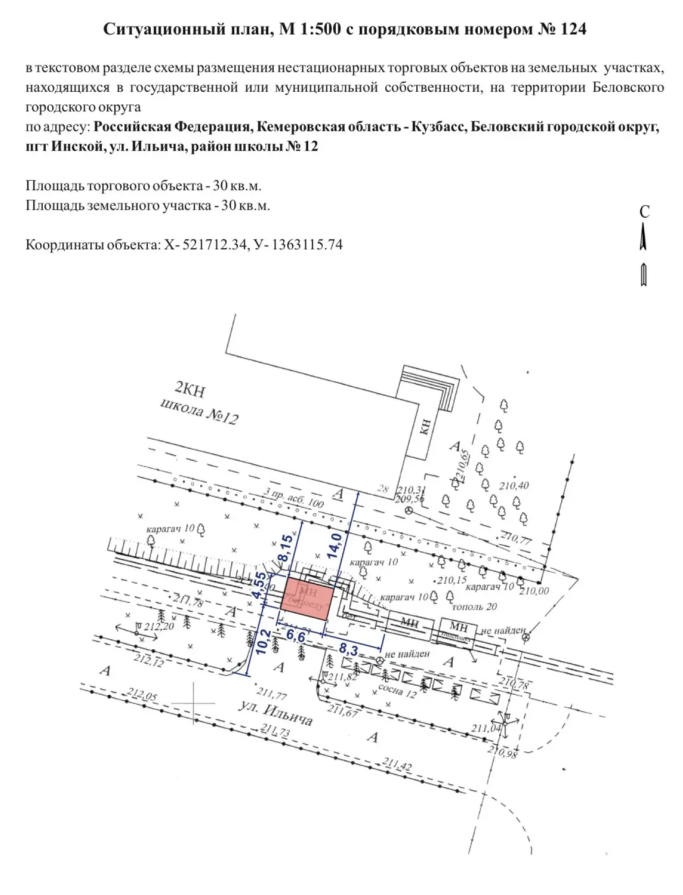 Ситуационный план, М 1:500 с порядковым номером № 124
в текстовом разделе схемы размещения нестационарных торговых объектов на земельных участках,
находящихся в государственной или муниципальной собственности, на территории Беловского
городского округа
по адресу: Российская Федерация, Кемеровская область - Кузбасс, Беловский городской округ,
пгт Инской, ул. Ильича, район школы № 12
Площадь торгового объекта - 30 кв.м.
Площадь земельного участка - 30 кв.м.
С
Координаты объекта: Х- 521712.34, У- 1363115.74
2КН
школа №12
КН
А
210,65
28
210,31
209,56
210,40
3 пр. асб. 100
А
210,77
карагач 10
8,15
14,0
карагач 10
210,15
карагач 10
210,00
4,55
МН
карагач 10
тополь 20
211,78
А
212,20
МН
МН
не найден
10,2
6,6
8,3
не найден
А
212,12
А
А
211,82
сосна 12
210,78
212,05
211,77
211,67
211,04
ул. Ильича
210,98
211,73
А
211,42